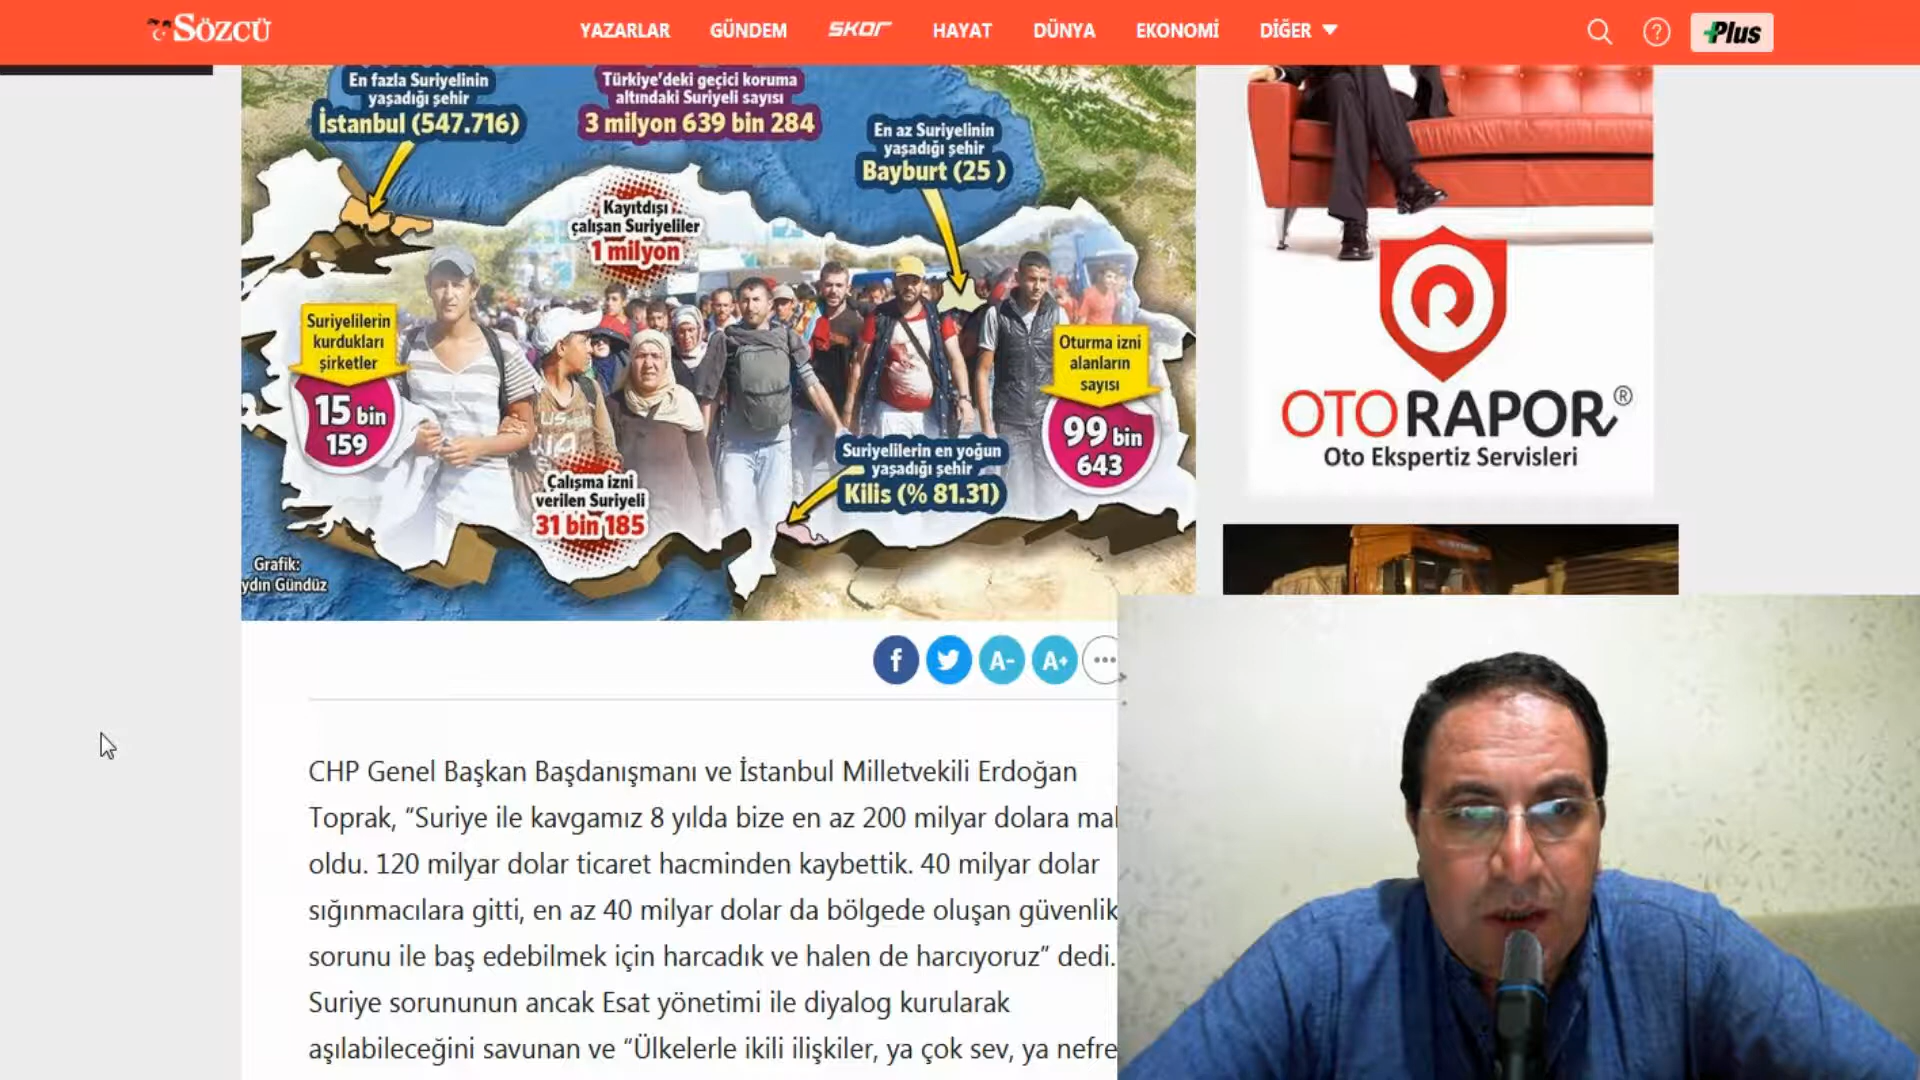 SÖZCÜ
YAZARLAR
GÜNDEM
SKOR
HAYAT
DÜNYA
EKONOMİ
DİĞER
Plus
En fazla Suriyelinin
yaşadığı şehir
İstanbul (547.716)
Türkiye'deki geçici koruma
altındaki Suriyeli sayısı
3 milyon 639 bin 284
En az Suriyelinin
yaşadığı şehir
Bayburt (25 )
Kayıtdışı
çalışan Suriyeliler
1 milyon
Suriyelilerin
kurdukları
şirketler
15 bin
159
Oturma izni
alanların
sayısı
99 bin
643
Suriyelilerin en yoğun
yaşadığı şehir
Kilis (% 81.31)
Çalışma izni
verilen Suriyeli
31 bin 185
Grafik:
ydın Gündüz
OTORAPOR®
Oto Ekspertiz Servisleri
f
A-
A+
CHP Genel Başkan Başdanışmanı ve İstanbul Milletvekili Erdoğan
Toprak, “Suriye ile kavgamız 8 yılda bize en az 200 milyar dolara mal
oldu. 120 milyar dolar ticaret hacminden kaybettik. 40 milyar dolar
sığınmacılara gitti, en az 40 milyar dolar da bölgede oluşan güvenlik
sorunu ile baş edebilmek için harcadık ve halen de harcıyoruz” dedi.
Suriye sorununun ancak Esat yönetimi ile diyalog kurularak
aşılabileceğini savunan ve “Ülkelerle ikili ilişkiler, ya çok sev, ya nefre